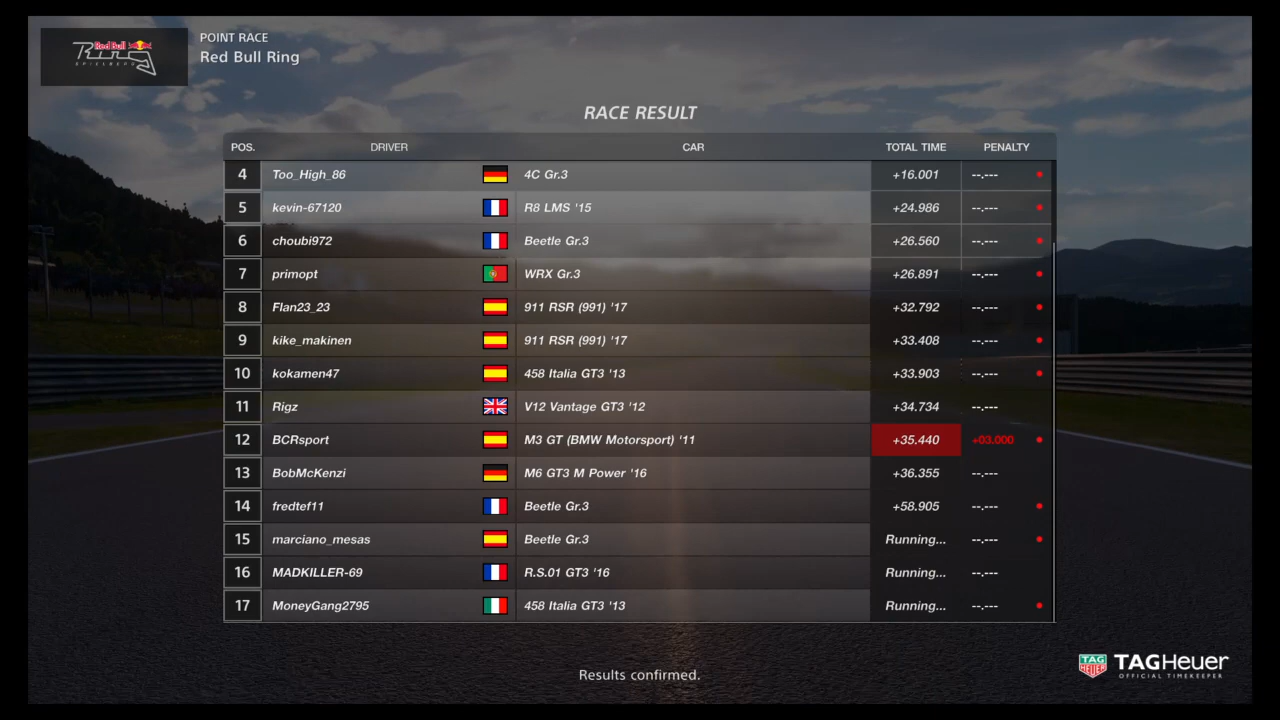 Red Bull
Ring
SPIELBERG
POINT RACE
Red Bull Ring
RACE RESULT
POS. DRIVER CAR TOTAL TIME PENALTY
4 Too_High_86 4C Gr.3 +16.001 --.---
5 kevin-67120 R8 LMS '15 +24.986 --.---
6 choubi972 Beetle Gr.3 +26.560 --.---
7 primopt WRX Gr.3 +26.891 --.---
8 Flan23_23 911 RSR (991) '17 +32.792 --.---
9 kike_makinen 911 RSR (991) '17 +33.408 --.---
10 kokamen47 458 Italia GT3 '13 +33.903 --.---
11 Rigz V12 Vantage GT3 '12 +34.734 --.---
12 BCRsport M3 GT (BMW Motorsport) '11 +35.440 +03.000
13 BobMcKenzi M6 GT3 M Power '16 +36.355 --.---
14 fredtef11 Beetle Gr.3 +58.905 --.---
15 marciano_mesas Beetle Gr.3 Running... --.---
16 MADKILLER-69 R.S.01 GT3 '16 Running... --.---
17 MoneyGang2795 458 Italia GT3 '13 Running... --.---
Results confirmed.
TAG HEUER
TAGHeuer
OFFICIAL TIMEKEEPER